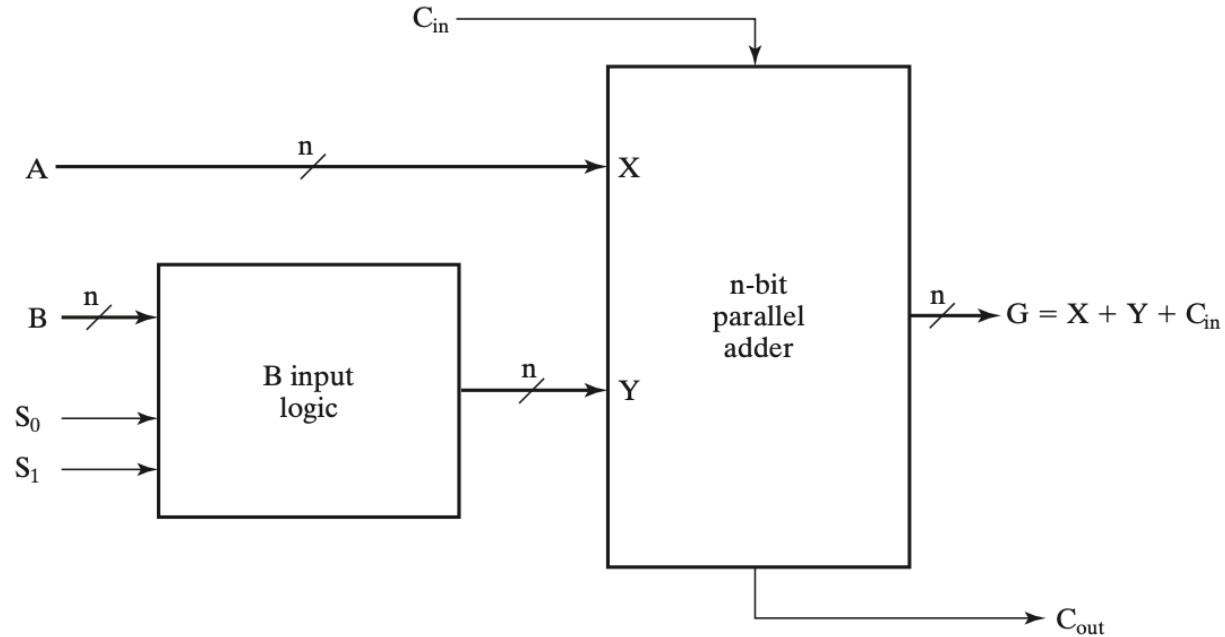 C_in
n
A
X
n
B
B input
logic
S_0
S_1
n
Y
n-bit
parallel
adder
n
G = X + Y + C_in
C_out